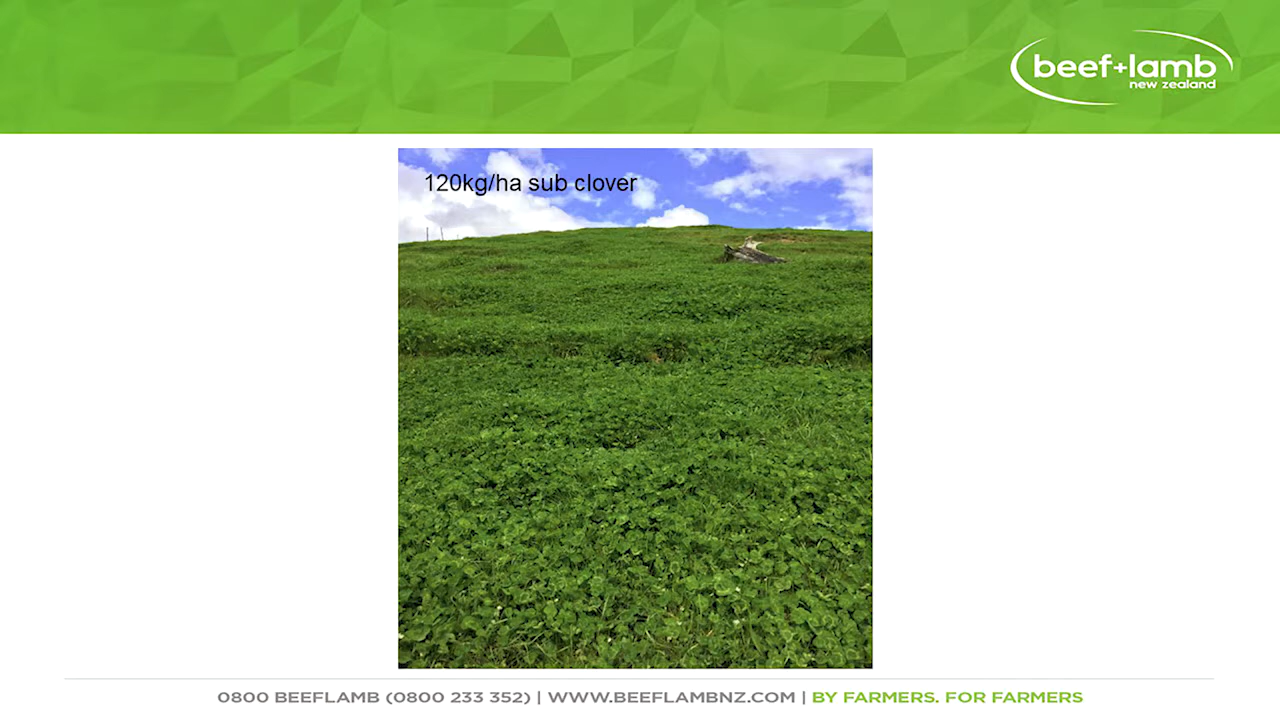 beef+lamb
new zealand
120kg/ha sub clover
0800 BEEFLAMB (0800 233 352) | WWW.BEEFLAMBNZ.COM | BY FARMERS. FOR FARMERS